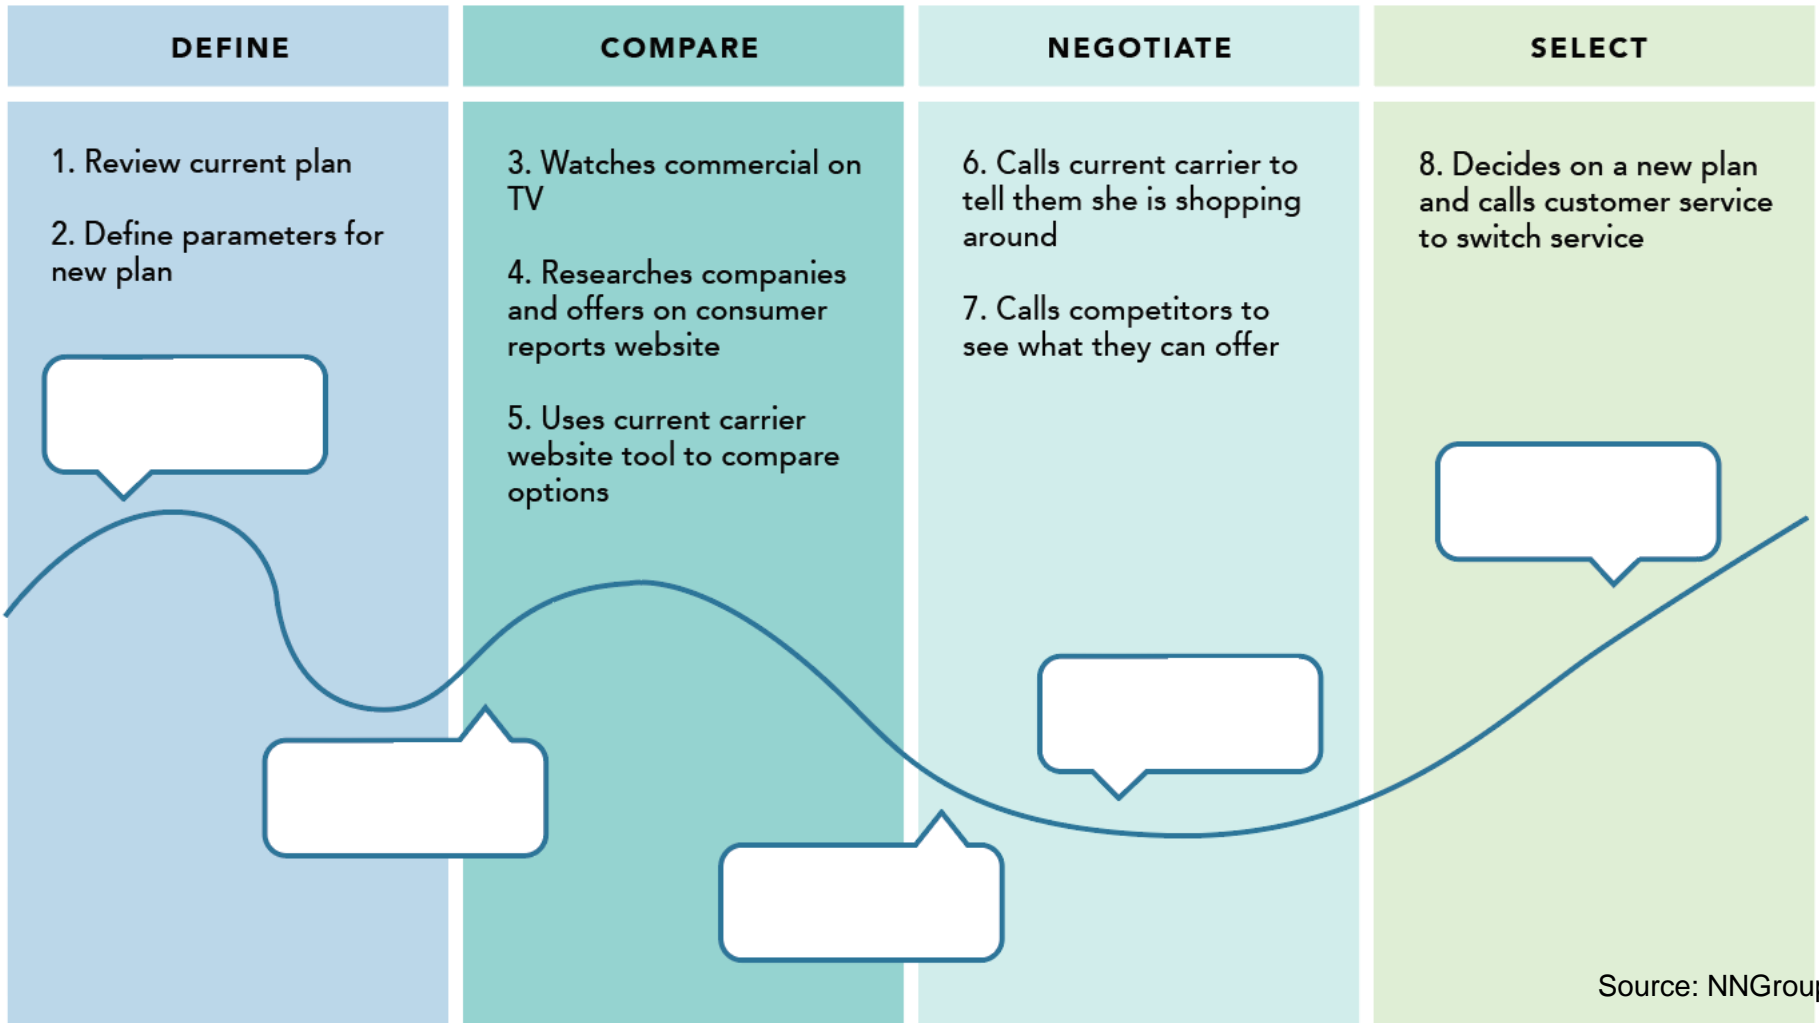 DEFINE
COMPARE
NEGOTIATE
SELECT
1. Review current plan
2. Define parameters for
new plan
3. Watches commercial on
TV
4. Researches companies
and offers on consumer
reports website
5. Uses current carrier
website tool to compare
options
6. Calls current carrier to
tell them she is shopping
around
7. Calls competitors to
see what they can offer
8. Decides on a new plan
and calls customer service
to switch service
Source: NNGroup